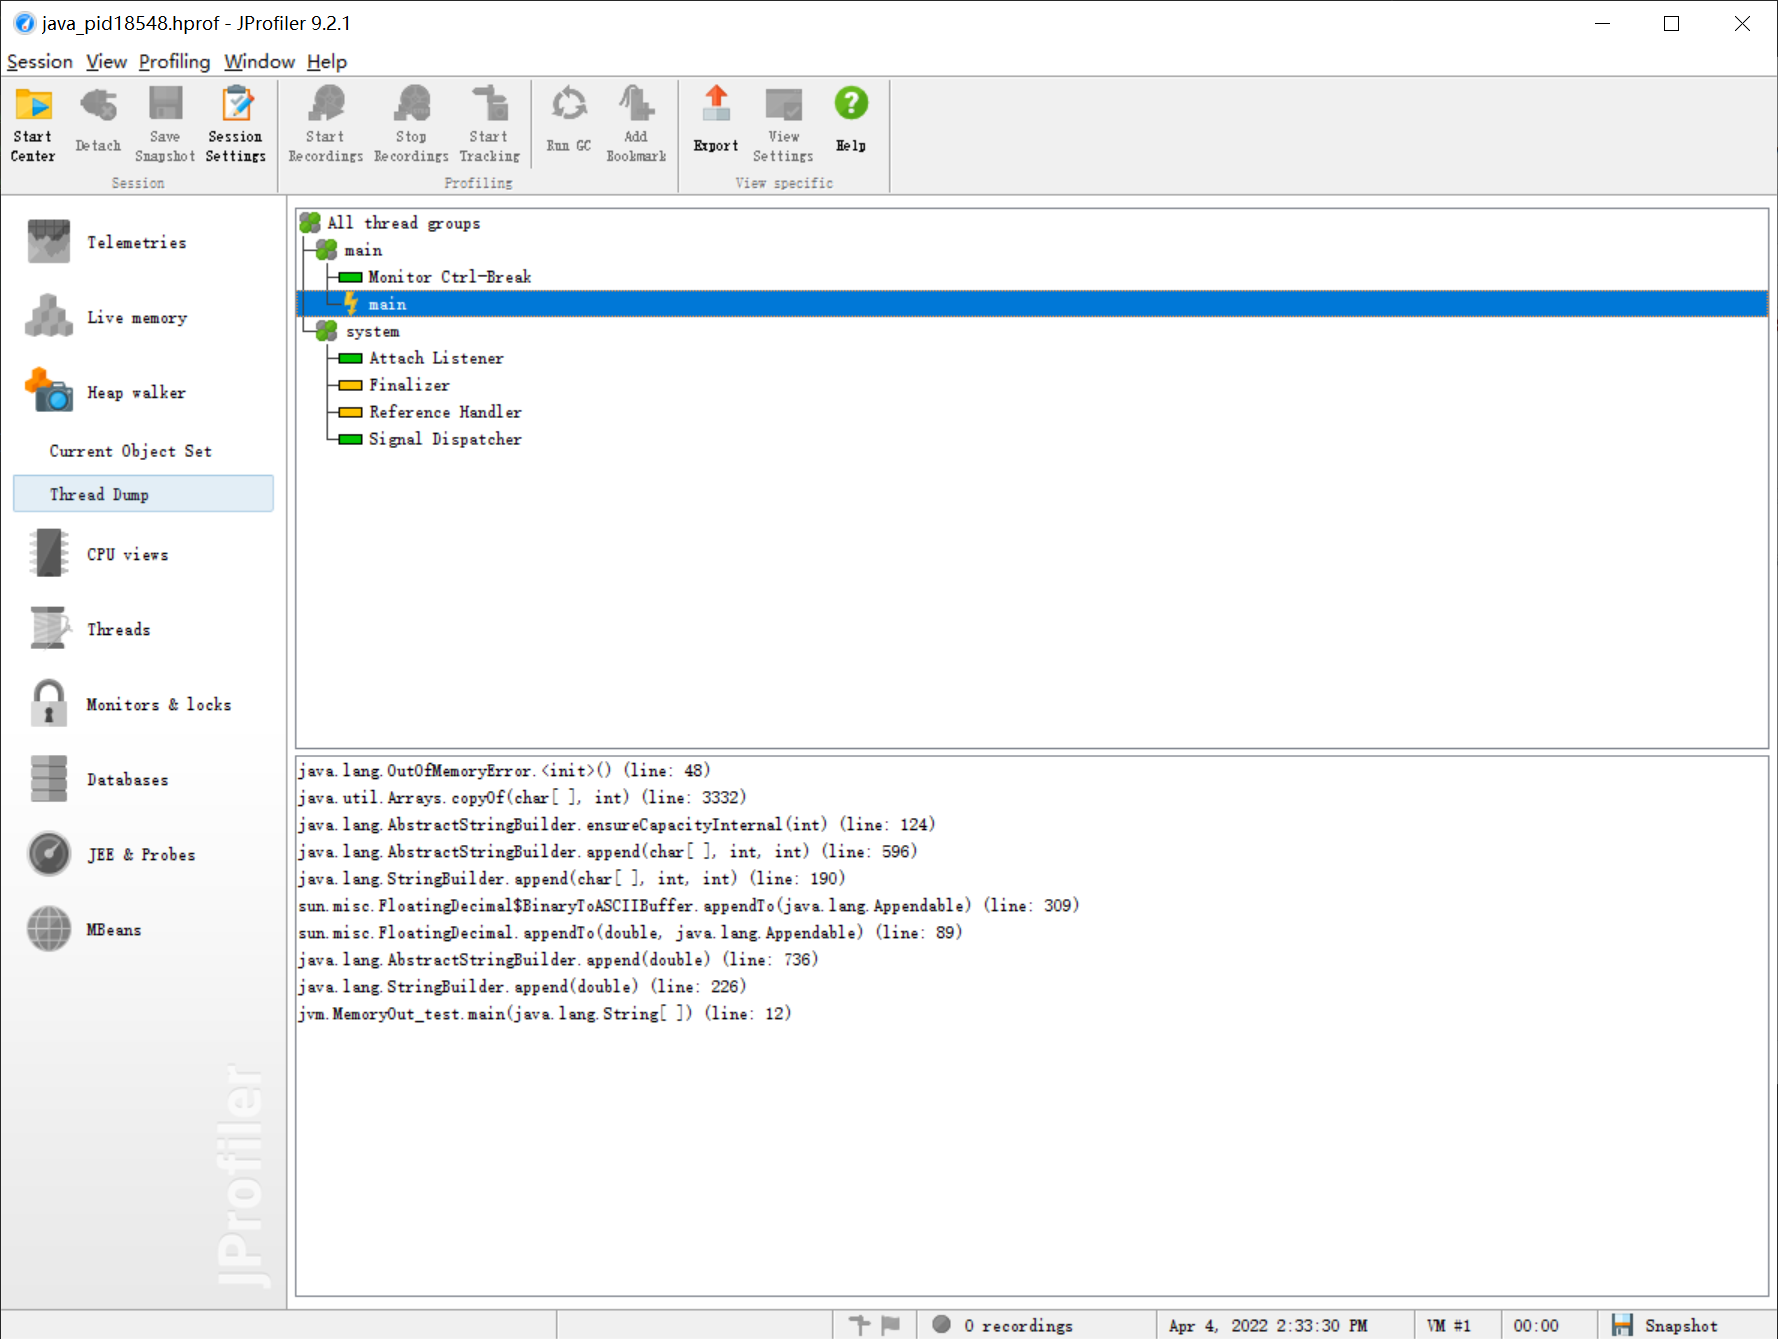 java_pid18548.hprof - JProfiler 9.2.1
Session View Profiling Window Help
Start Center
Detach
Save Snapshot
Session Settings
Start Recordings
Stop Recordings
Start Tracking
Run GC
Add Bookmark
Export
View Settings
Help
Session
Profiling
View specific
Telemetries
Live memory
Heap walker
Current Object Set
Thread Dump
CPU views
Threads
Monitors & locks
Databases
JEE & Probes
MBeans
JProfiler
All thread groups
main
Monitor Ctrl-Break
main
system
Attach Listener
Finalizer
Reference Handler
Signal Dispatcher
java.lang.OutOfMemoryError.<init>() (line: 48)
java.util.Arrays.copyOf(char[ ], int) (line: 3332)
java.lang.AbstractStringBuilder.ensureCapacityInternal(int) (line: 124)
java.lang.AbstractStringBuilder.append(char[ ], int, int) (line: 596)
java.lang.StringBuilder.append(char[ ], int, int) (line: 190)
sun.misc.FloatingDecimal$BinaryToASCIIBuffer.appendTo(java.lang.Appendable) (line: 309)
sun.misc.FloatingDecimal.appendTo(double, java.lang.Appendable) (line: 89)
java.lang.AbstractStringBuilder.append(double) (line: 736)
java.lang.StringBuilder.append(double) (line: 226)
jvm.MemoryOut_test.main(java.lang.String[ ]) (line: 12)
0 recordings
Apr 4, 2022 2:33:30 PM
VM #1
00:00
Snapshot